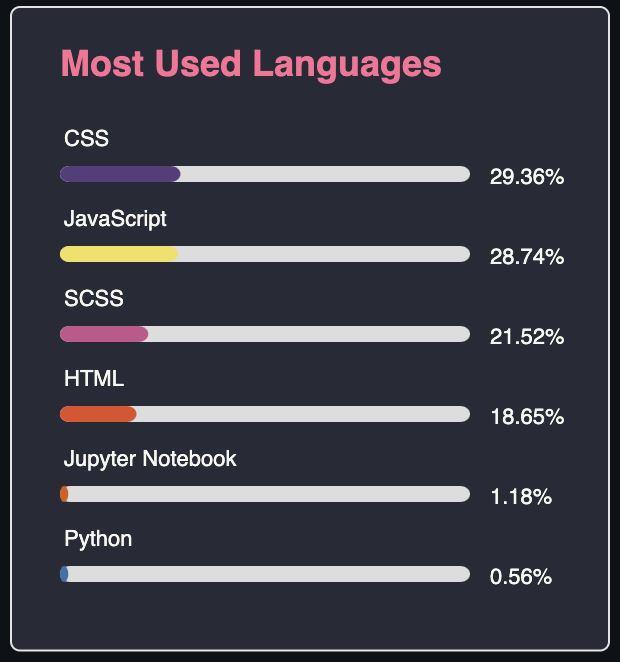 Most Used Languages
CSS
29.36%
JavaScript
28.74%
SCSS
21.52%
HTML
18.65%
Jupyter Notebook
1.18%
Python
0.56%